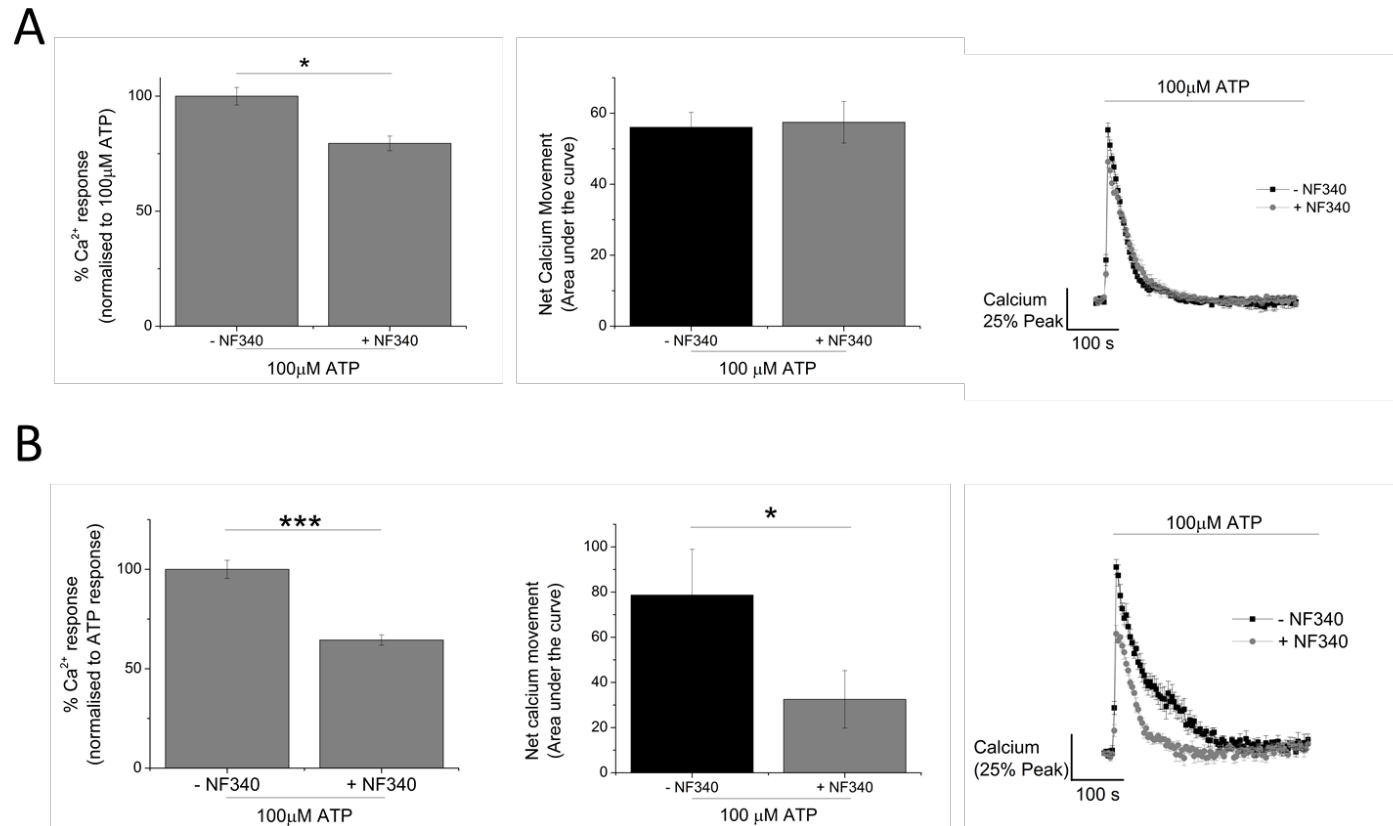 A
% Ca²⁺ response
(normalised to 100μM ATP)
100
50
0
*
- NF340
+ NF340
100μM ATP
Net Calcium Movement
(Area under the curve)
60
40
20
0
- NF340
+ NF340
100 μM ATP
100μM ATP
- NF340
+ NF340
Calcium
25% Peak
100 s
B
% Ca²⁺ response
(normalised to ATP response)
100
50
0
***
- NF340
+ NF340
100μM ATP
Net calcium movement
(Area under the curve)
100
80
60
40
20
0
*
- NF340
+ NF340
100 μM ATP
100μM ATP
- NF340
+ NF340
Calcium
(25% Peak)
100 s